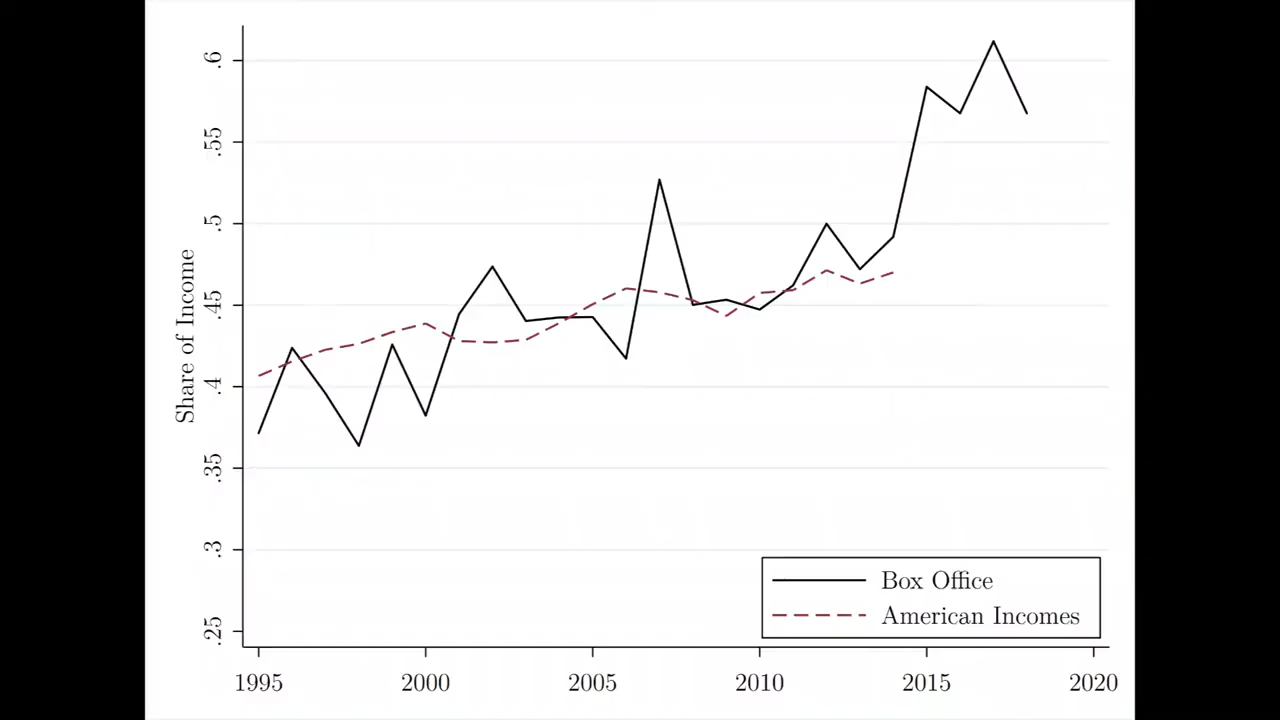 .6
.55
.5
.45
.4
.35
.3
.25
Share of Income
Box Office
American Incomes
1995 2000 2005 2010 2015 2020